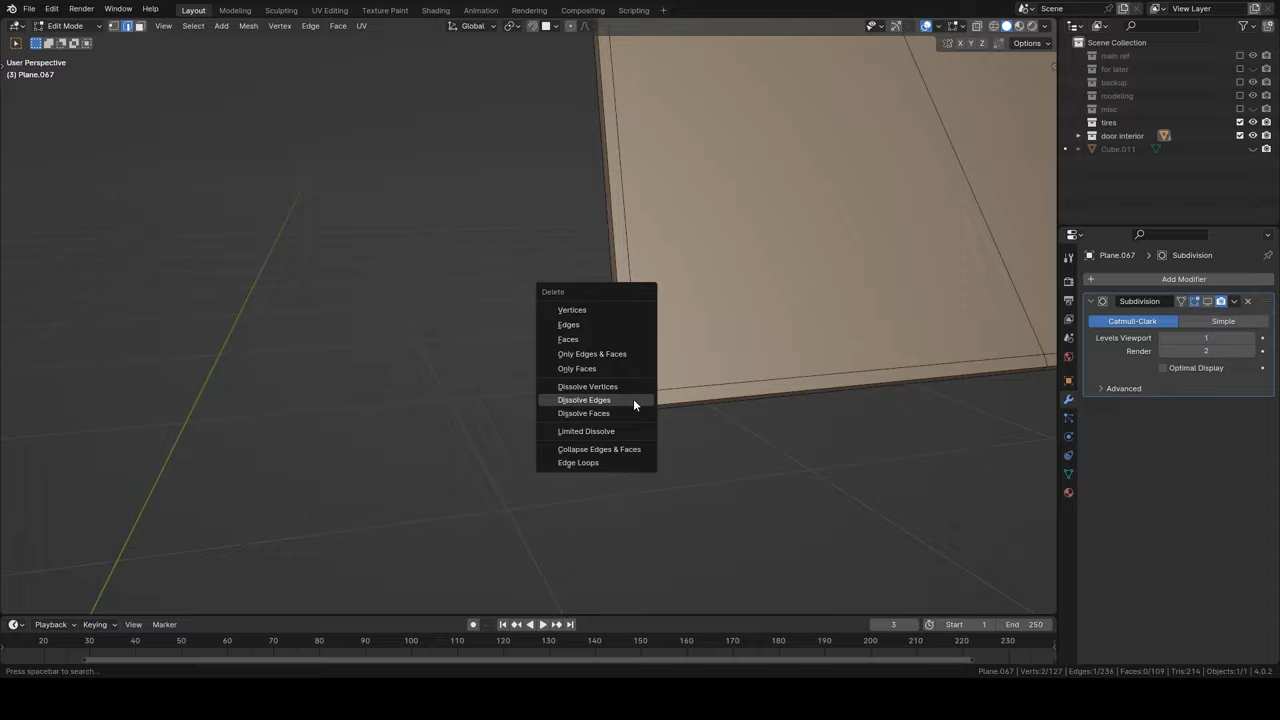 File Edit Render Window Help Layout Modeling Sculpting UV Editing Texture Paint Shading Animation Rendering Compositing Scripting + Scene View Layer
Edit Mode View Select Add Mesh Vertex Edge Face UV Global
X Y Z Options
User Perspective
(3) Plane.067
Scene Collection
main ref
for later
backup
modeling
misc
tires
door interior
Cube.011
Plane.067 Subdivision
Add Modifier
Subdivision
Catmull-Clark Simple
Levels Viewport 1
Render 2
Optimal Display
Advanced
Delete
Vertices
Edges
Faces
Only Edges & Faces
Only Faces
Dissolve Vertices
Dissolve Edges
Dissolve Faces
Limited Dissolve
Collapse Edges & Faces
Edge Loops
Playback Keying View Marker 3 Start 1 End 250
20 30 40 50 60 70 80 90 100 110 120 130 140 150 160 170 180 190 200 210 220 230
Press spacebar to search... Plane.067 | Verts:2/127 | Edges:1/236 | Faces:0/109 | Tris:214 | Objects:1/1 | 4.0.2